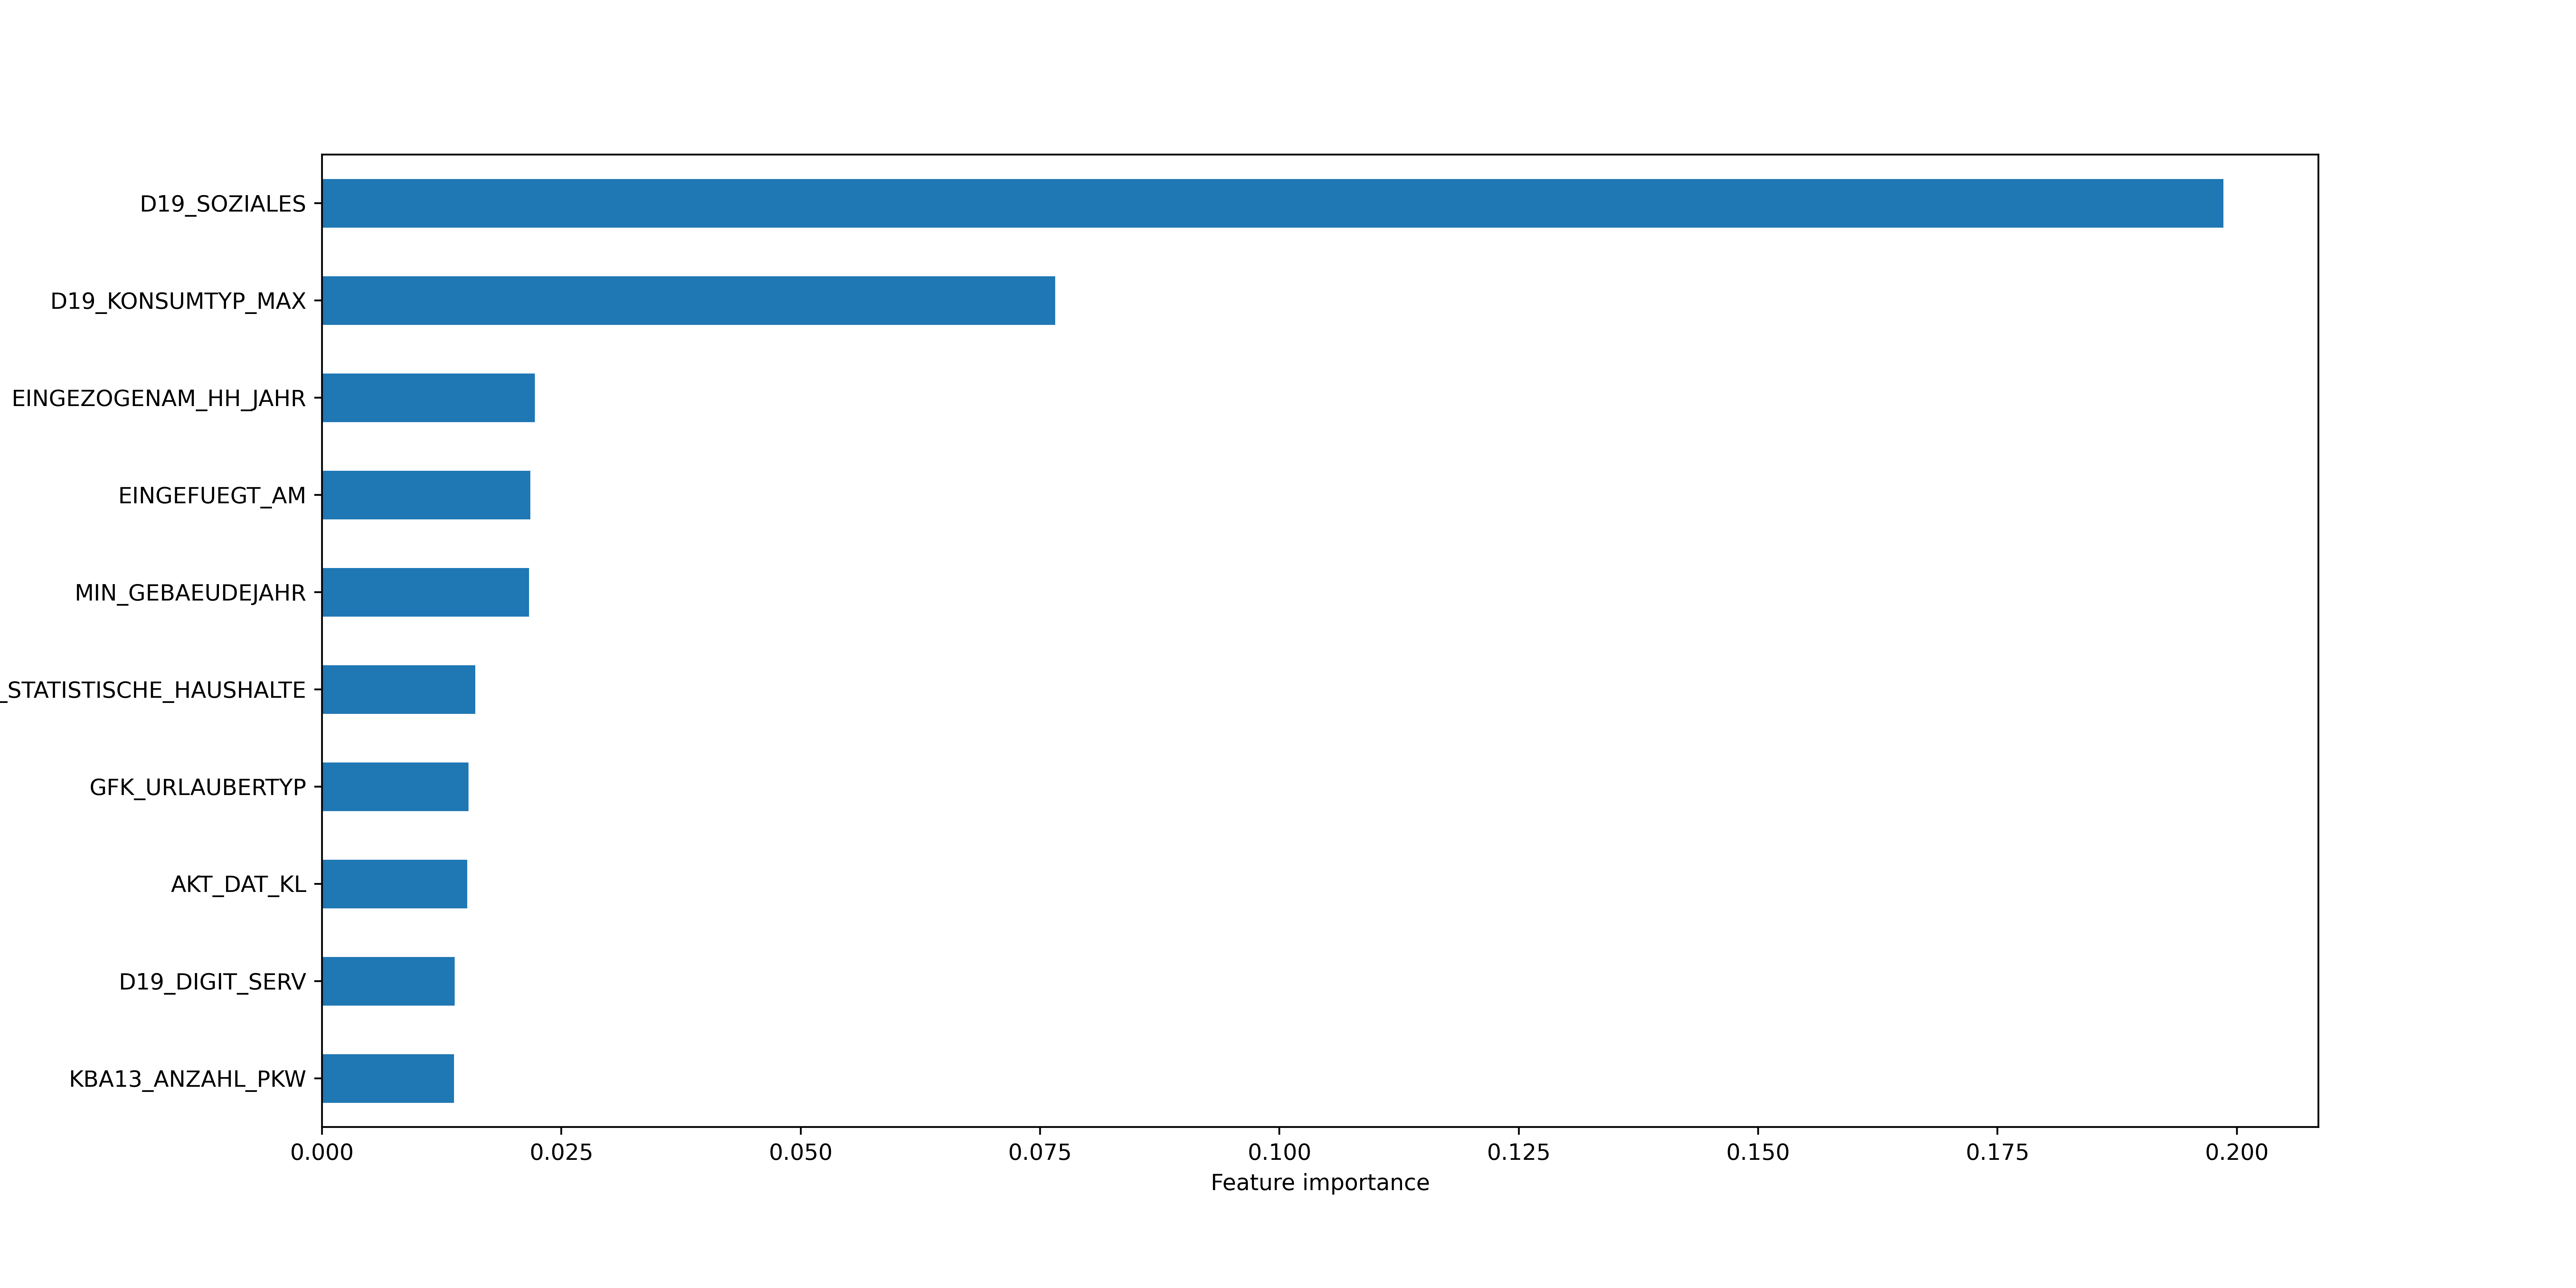 D19_SOZIALES
D19_KONSUMTYP_MAX
EINGEZOGENAM_HH_JAHR
EINGEFUEGT_AM
MIN_GEBAEUDEJAHR
_STATISTISCHE_HAUSHALTE
GFK_URLAUBERTYP
AKT_DAT_KL
D19_DIGIT_SERV
KBA13_ANZAHL_PKW
0.000 0.025 0.050 0.075 0.100 0.125 0.150 0.175 0.200
Feature importance